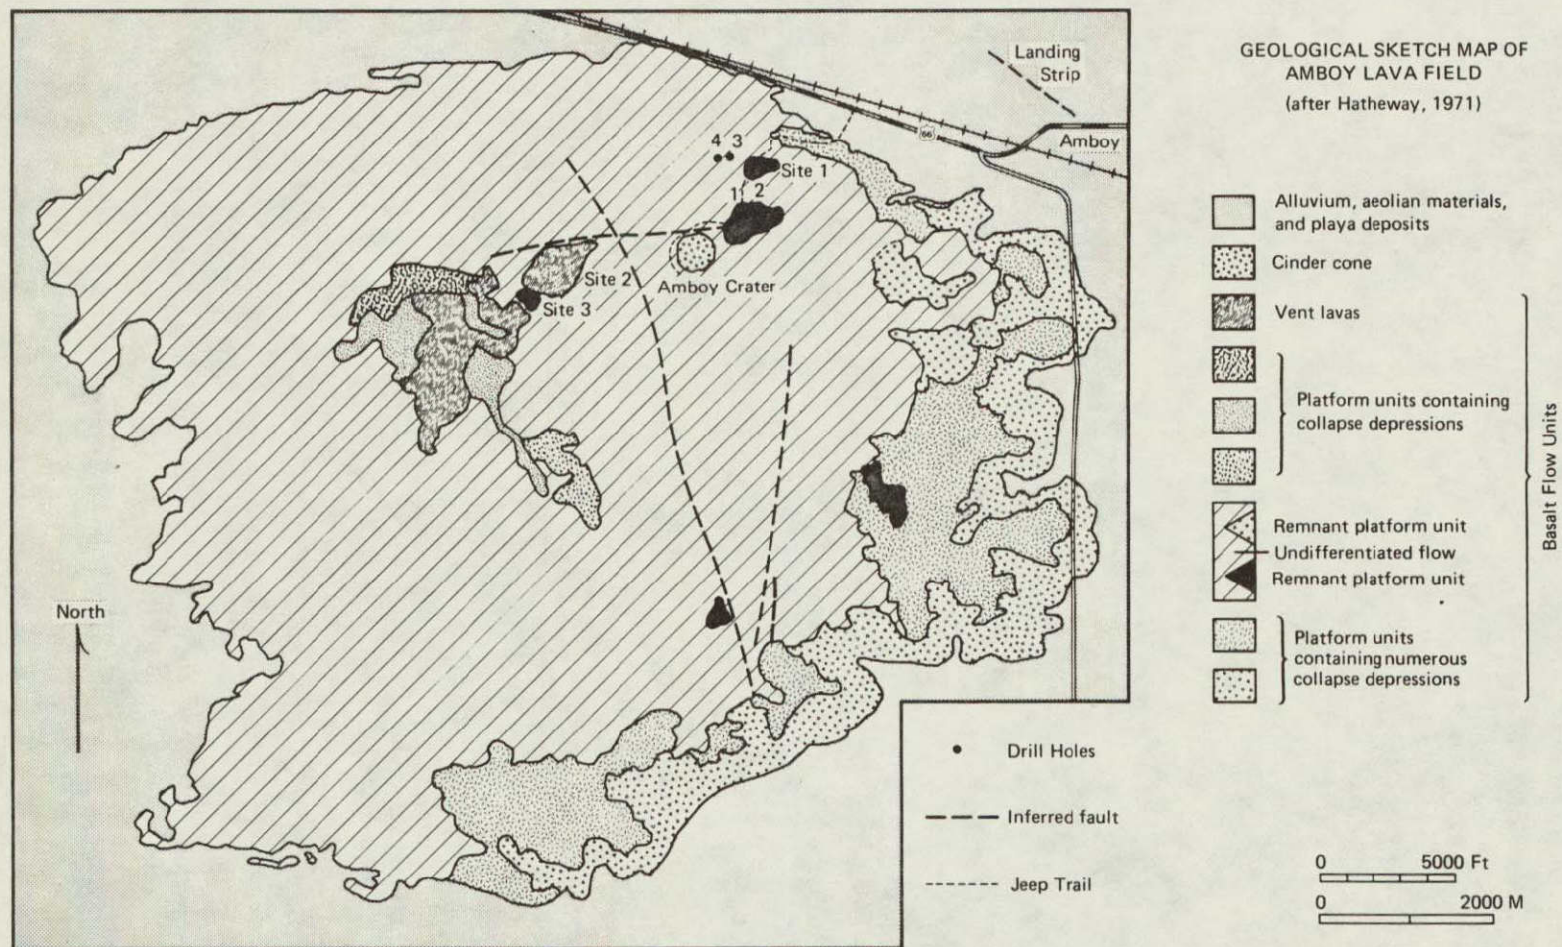 GEOLOGICAL SKETCH MAP OF
AMBOY LAVA FIELD
(after Hatheway, 1971)
Landing
Strip
66
Amboy
4 3
Site 1
1 2
Site 2
Amboy Crater
Site 3
North
Alluvium, aeolian materials,
and playa deposits
Cinder cone
Vent lavas
Platform units containing
collapse depressions
Remnant platform unit
Undifferentiated flow
Remnant platform unit
Platform units
containing numerous
collapse depressions
Basalt Flow Units
Drill Holes
Inferred fault
Jeep Trail
0 5000 Ft
0 2000 M